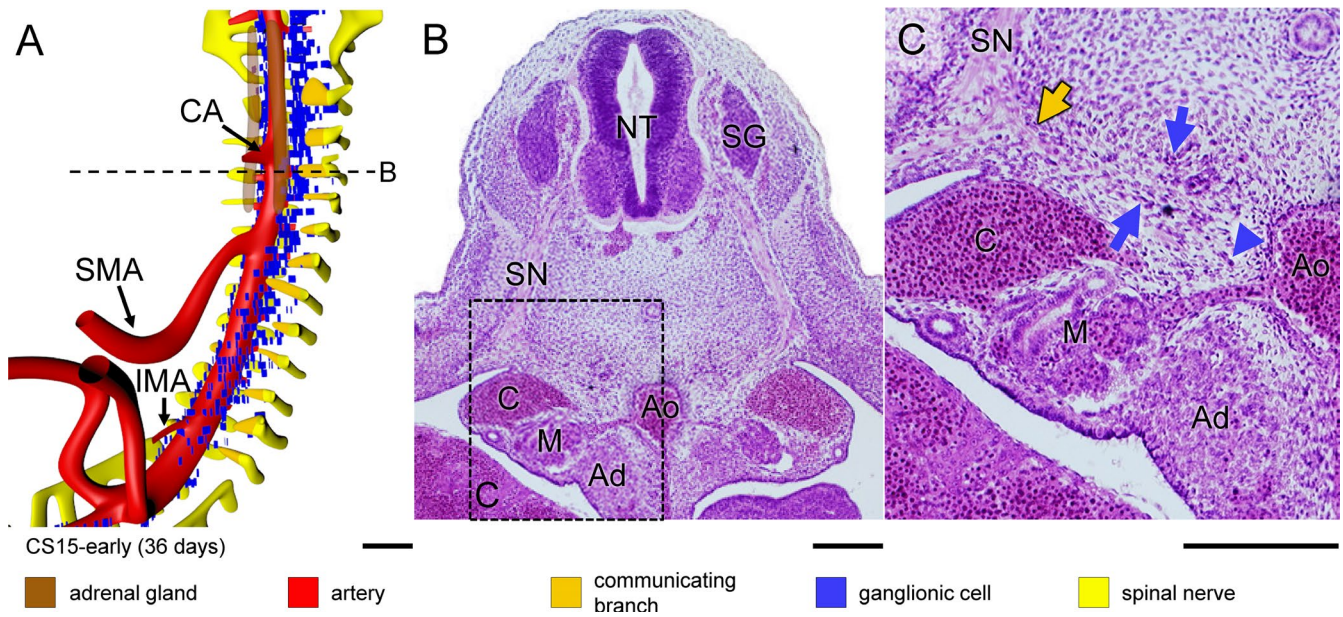 A
CA
B
SMA
IMA
B
NT
SG
SN
C
Ao
M
Ad
C
C
SN
C
Ao
M
Ad
CS15-early (36 days)
adrenal gland
artery
communicating
branch
ganglionic cell
spinal nerve